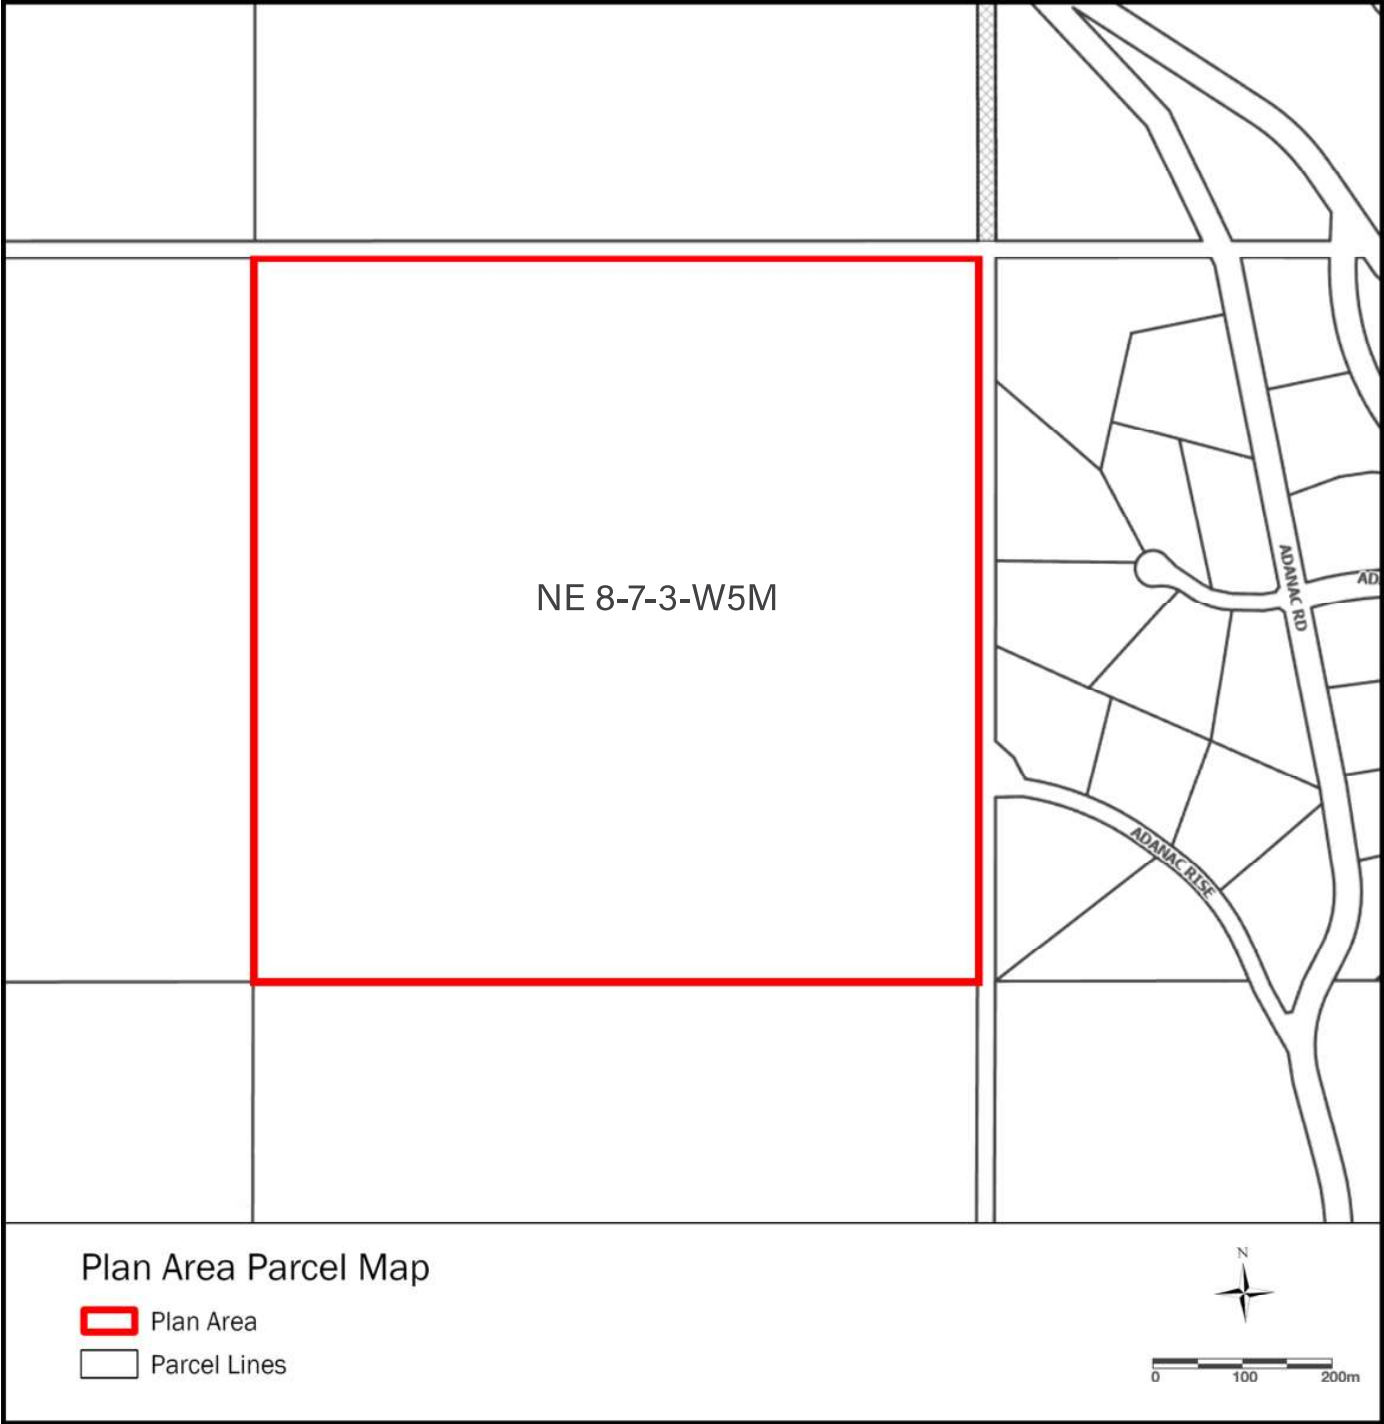 NE 8-7-3-W5M
ADANAC RD
AD
ADANAC RISE
Plan Area Parcel Map
Plan Area
Parcel Lines
N
0 100 200m